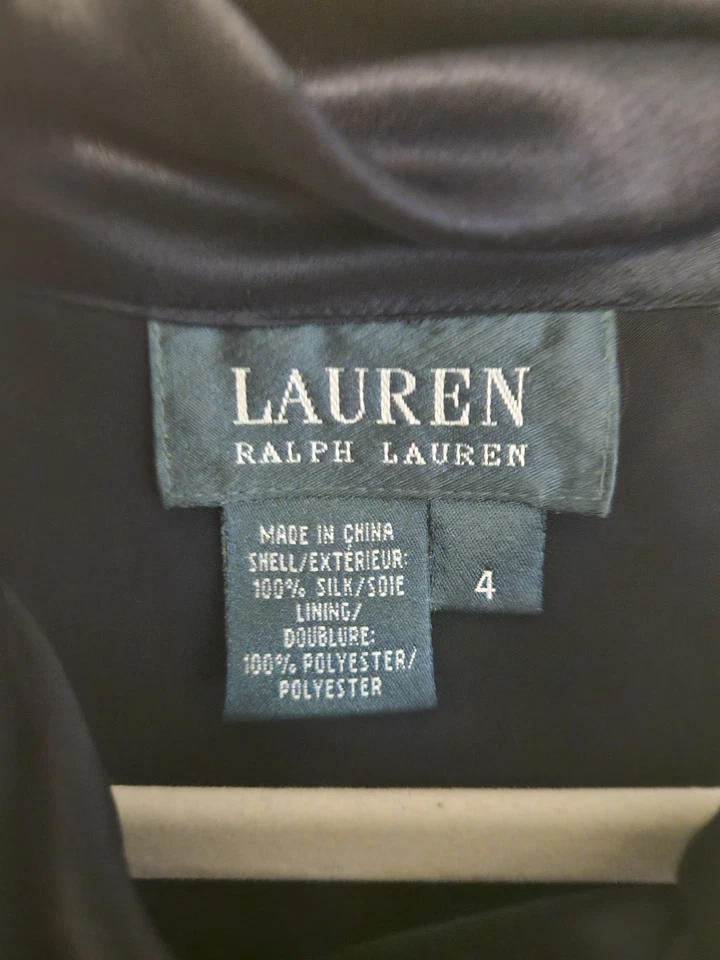 LAUREN
RALPH LAUREN
MADE IN CHINA
SHELL/EXTÉRIEUR:
100% SILK/SOIE
LINING/
DOUBLURE:
100% POLYESTER/
POLYESTER
4